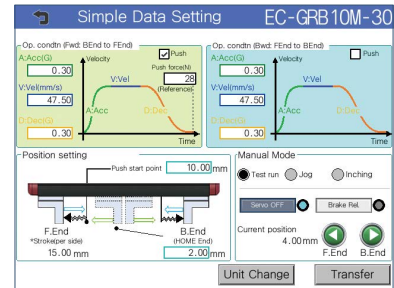 Simple Data Setting EC-GRB10M-30
Op. condtn (Fwd: BEnd to FEnd)
A:Acc(G)
0.30
V:Vel(mm/s)
47.50
D:Dec(G)
0.30
Velocity
V:Vel
A:Acc
D:Dec
Time
Push
Push force(N)
28
(Reference)
Op. condtn (Bwd: FEnd to BEnd)
A:Acc(G)
0.30
V:Vel(mm/s)
47.50
D:Dec(G)
0.30
Velocity
V:Vel
A:Acc
D:Dec
Time
Push
Position setting
Push start point 10.00 mm
F.End
*Stroke(per side)
15.00 mm
B.End
(HOME End)
2.00 mm
Manual Mode
Test run Jog Inching
Servo OFF Brake Rel.
Current position
4.00 mm
F.End B.End
Unit Change Transfer